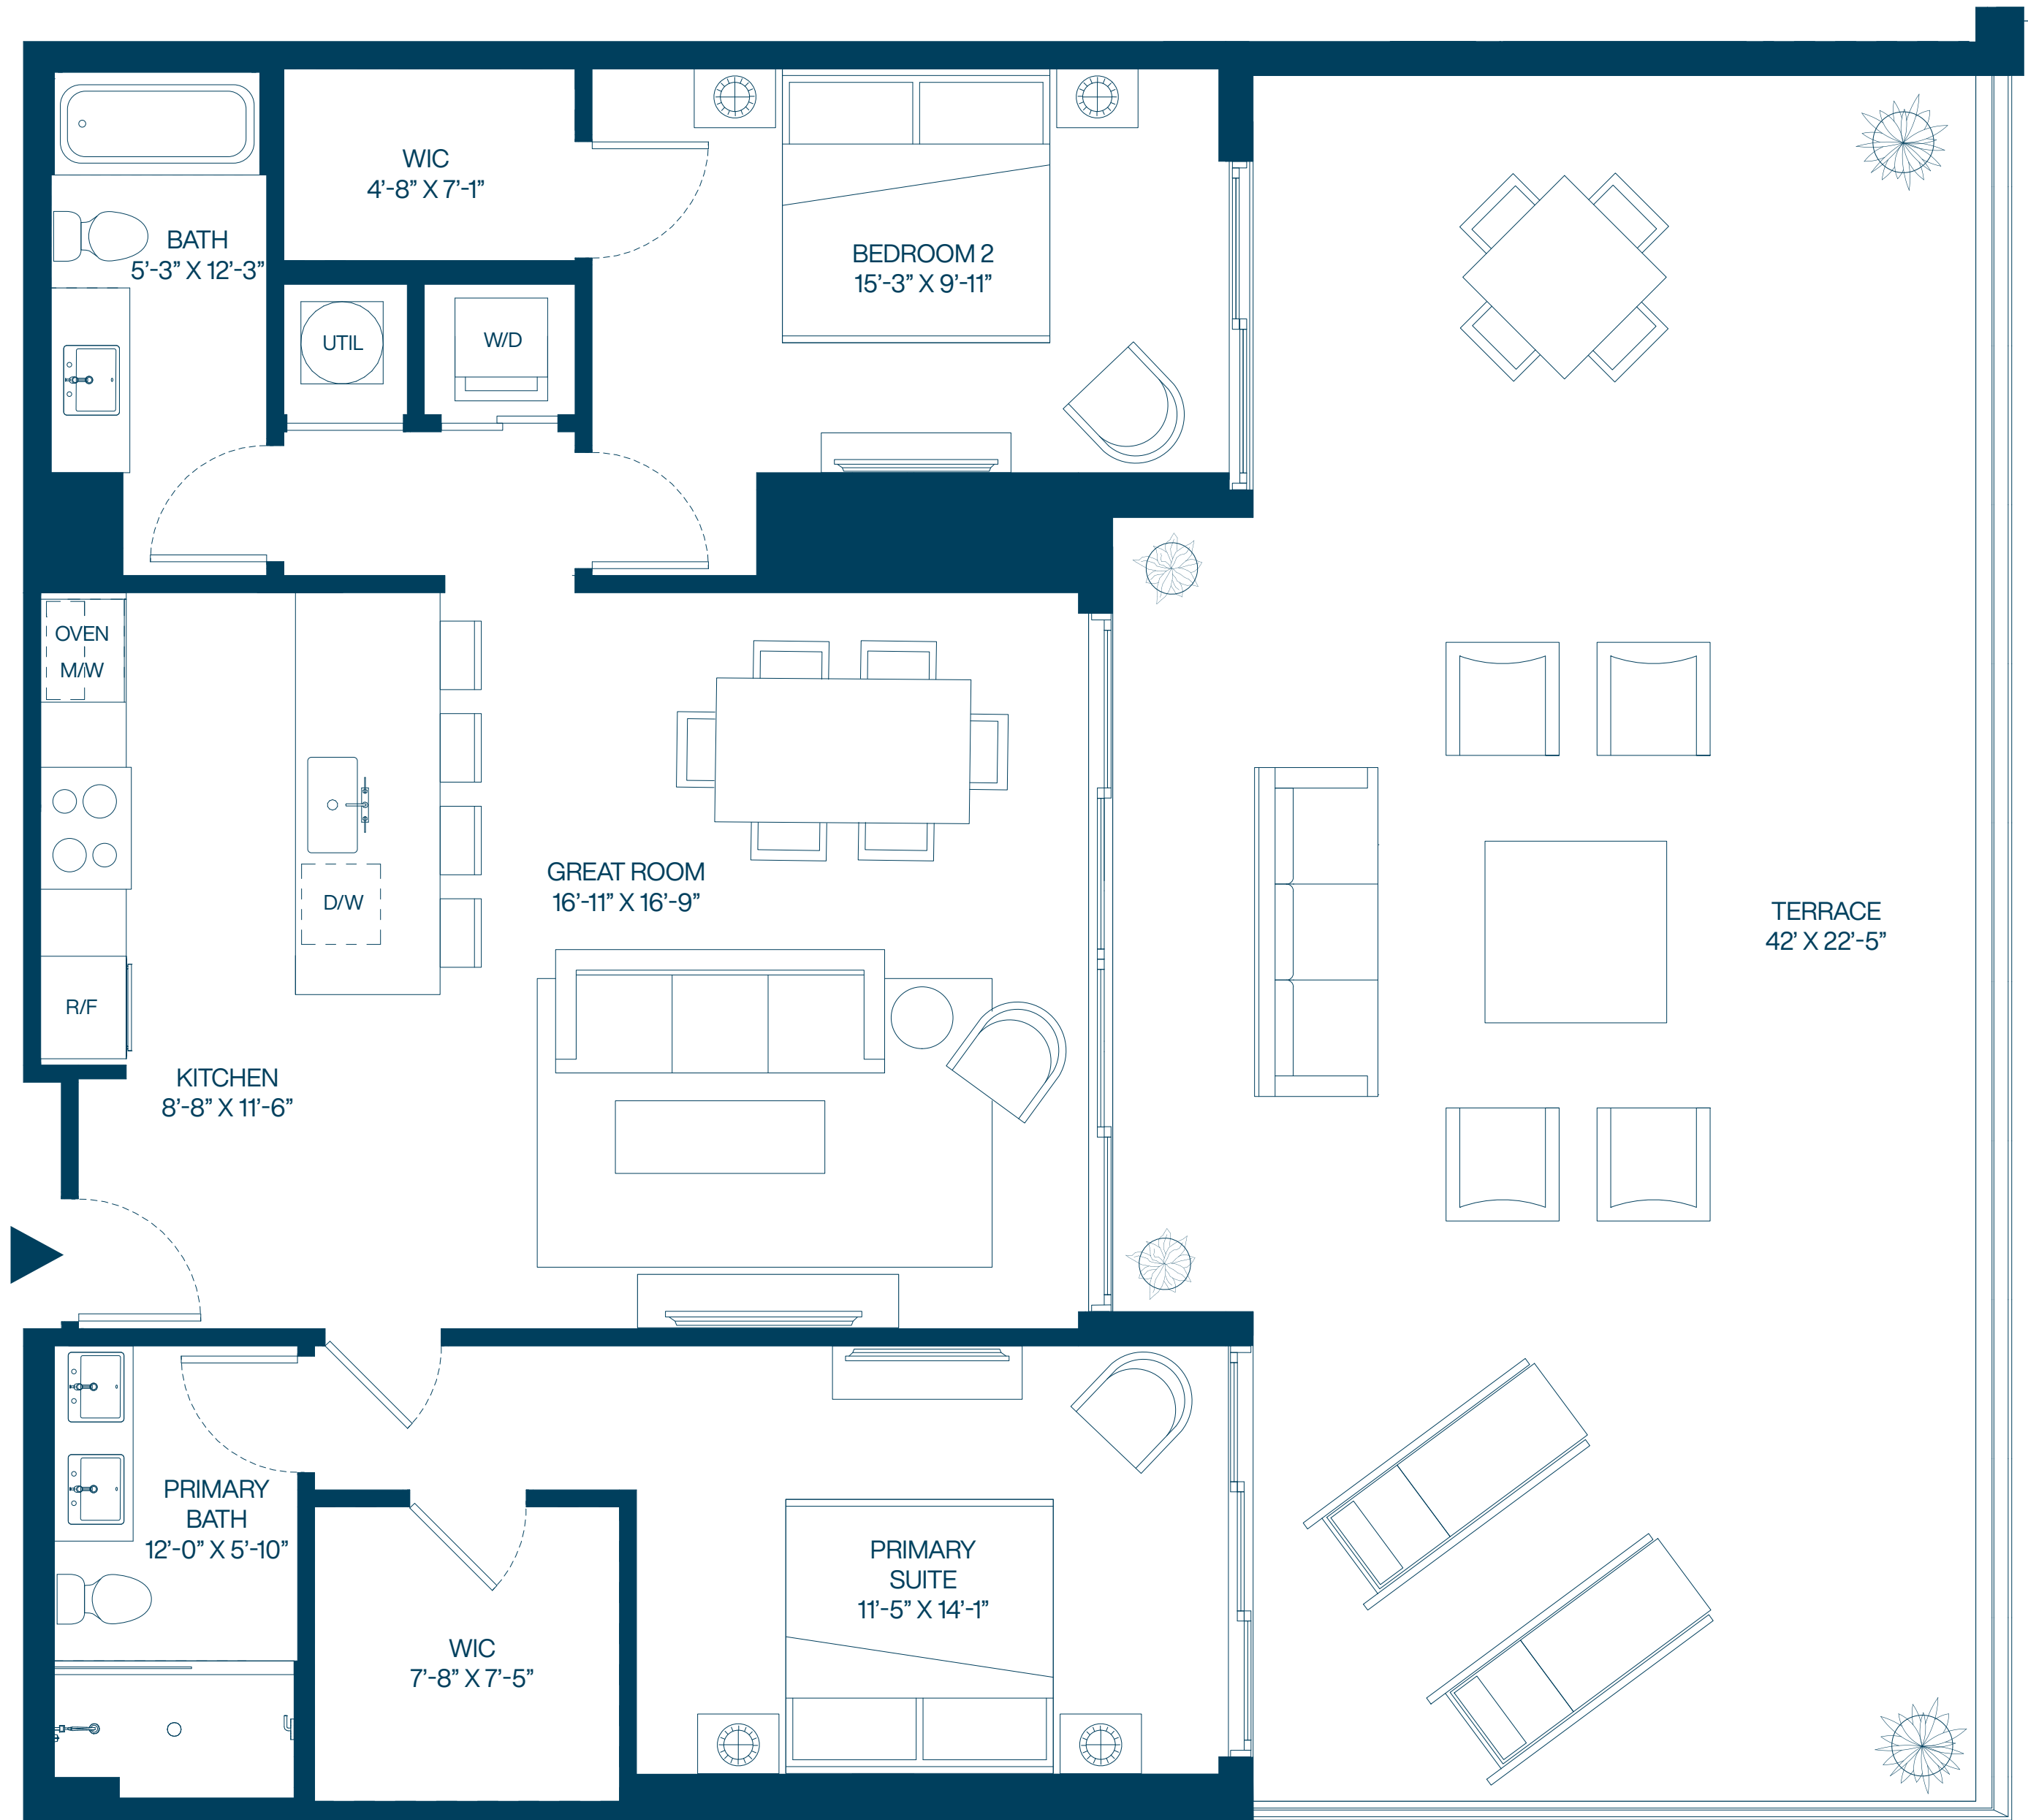 WIC
4’-8” X 7’-1”
BATH
5’-3” X 12’-3”
BEDROOM 2
15’-3” X 9’-11”
UTIL
W/D
OVEN
M/W
GREAT ROOM
16’-11” X 16’-9”
D/W
TERRACE
42’ X 22’-5”
R/F
KITCHEN
8’-8” X 11’-6”
PRIMARY
BATH
12’-0” X 5’-10”
PRIMARY
SUITE
11’-5” X 14’-1”
WIC
7’-8” X 7’-5”